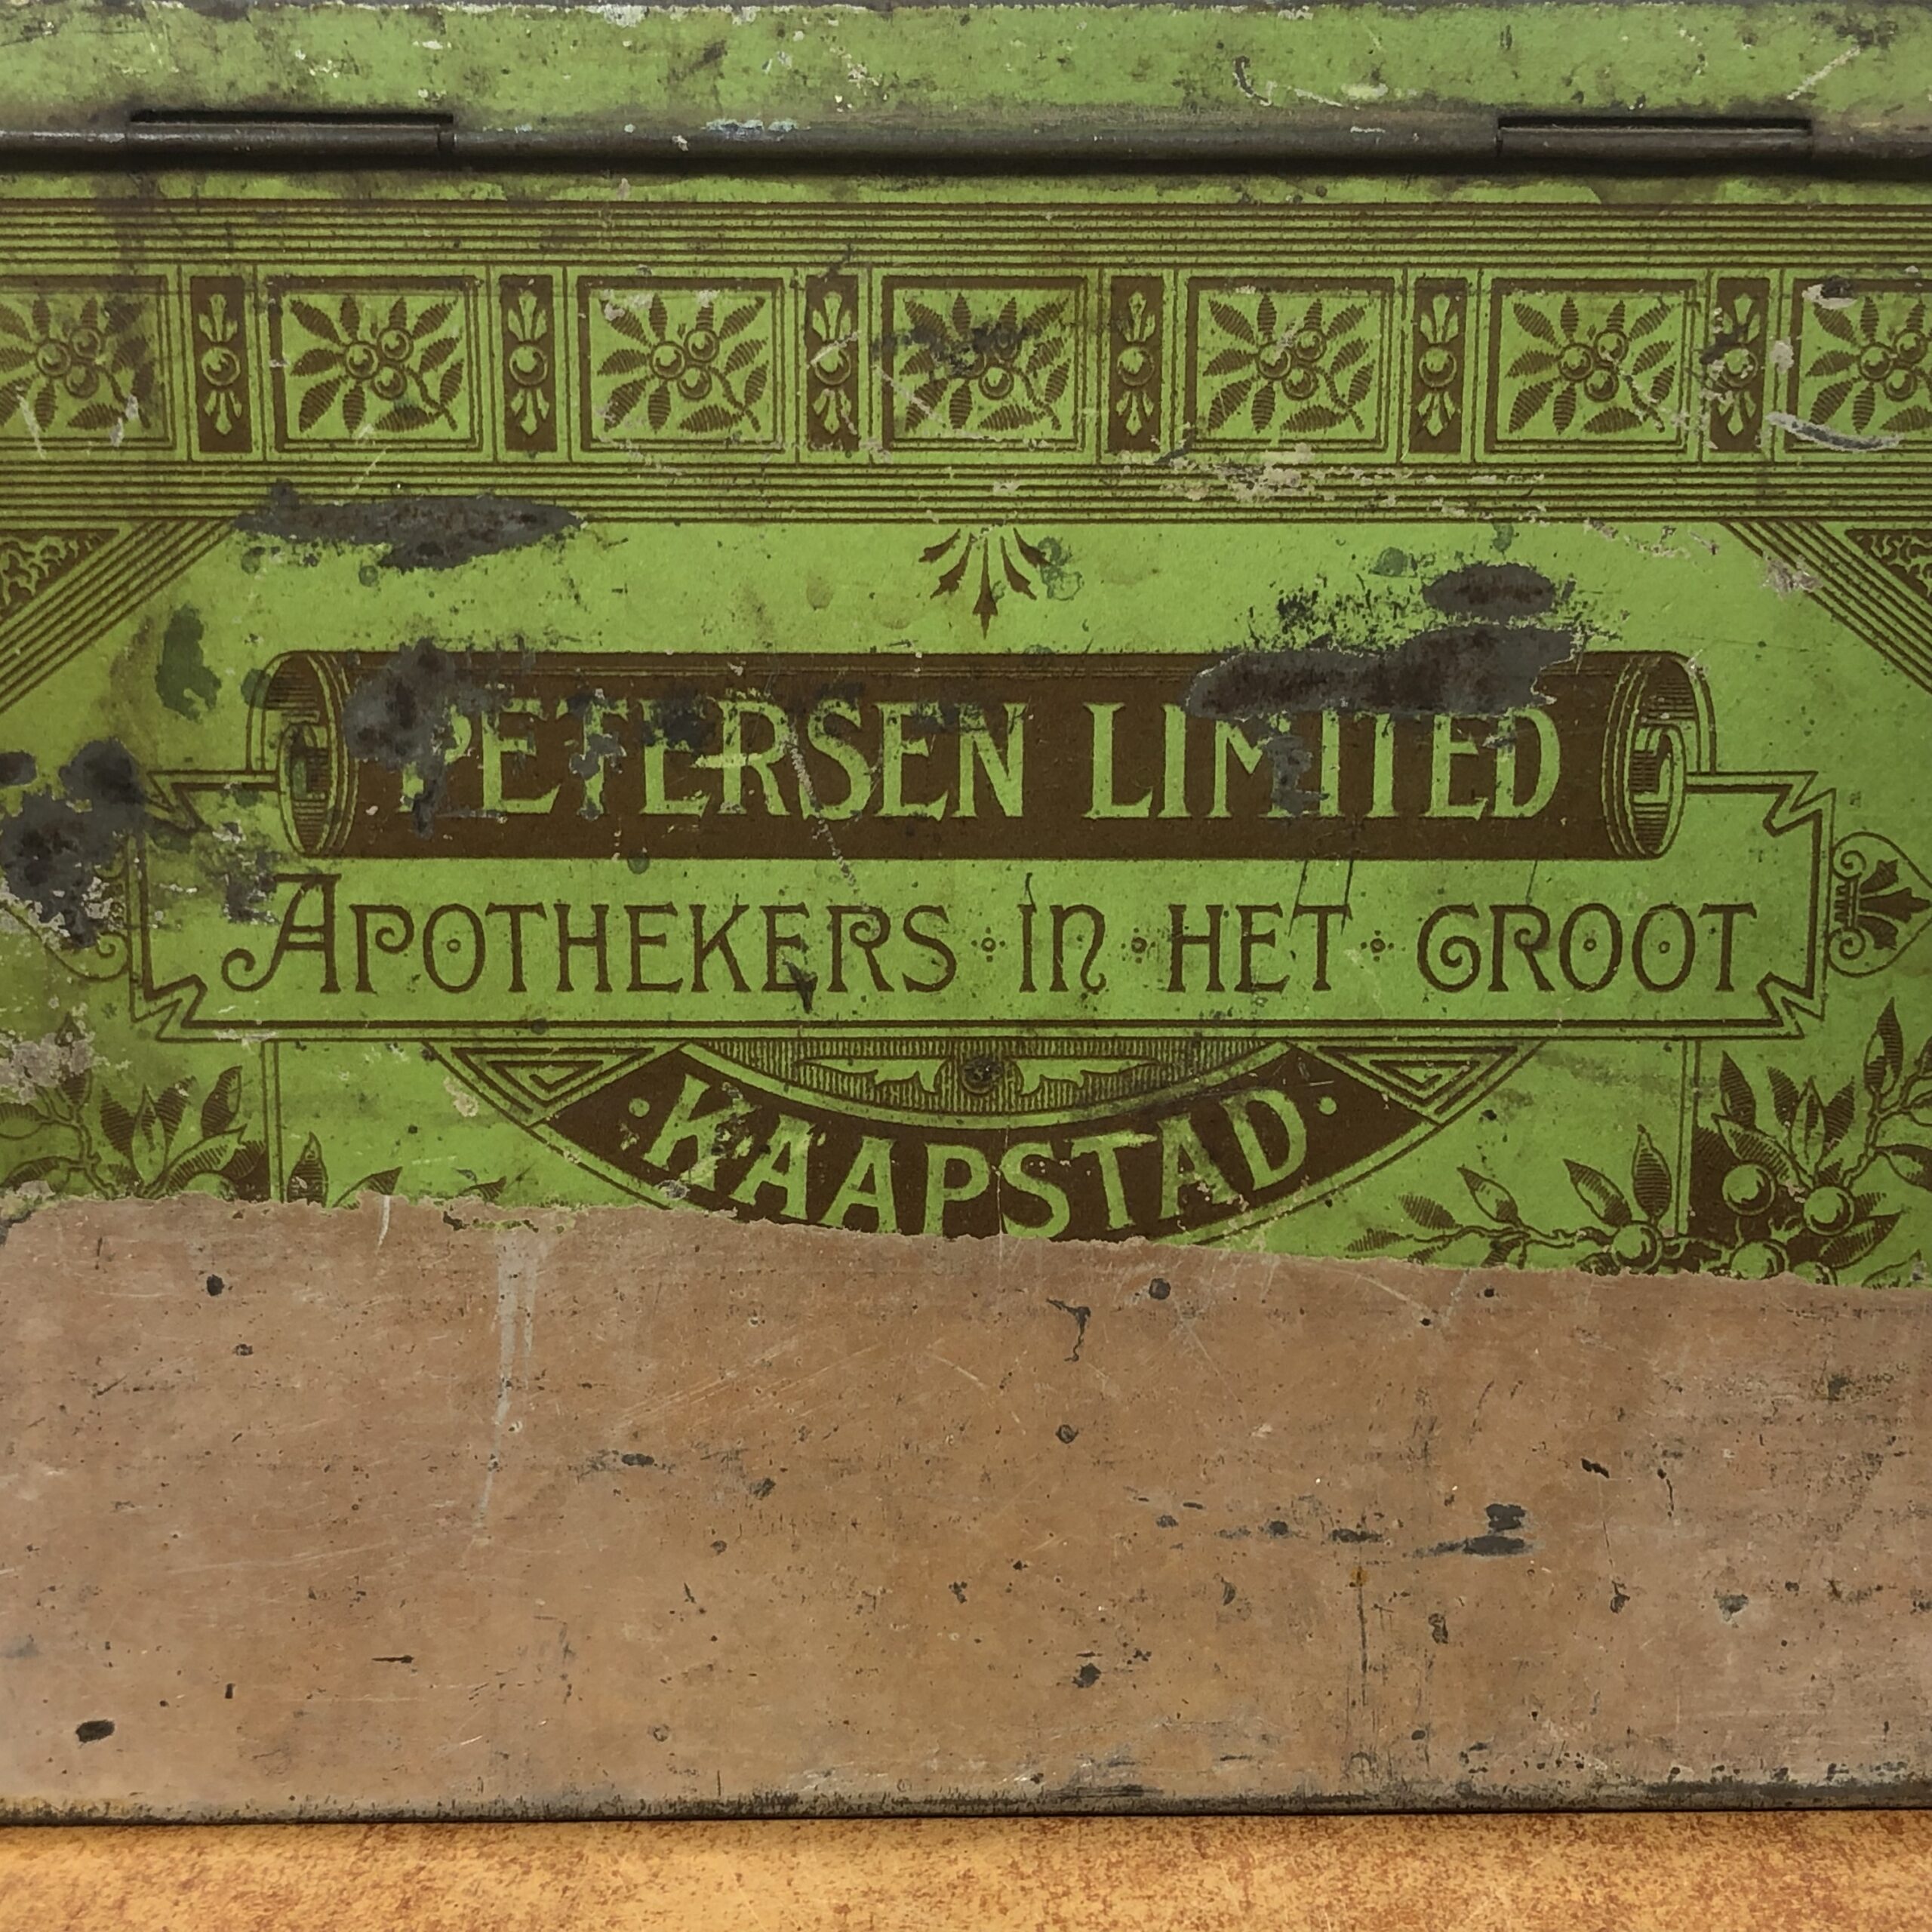 PETERSEN LIMITED
APOTHEKERS IN HET GROOT
KAAPSTAD